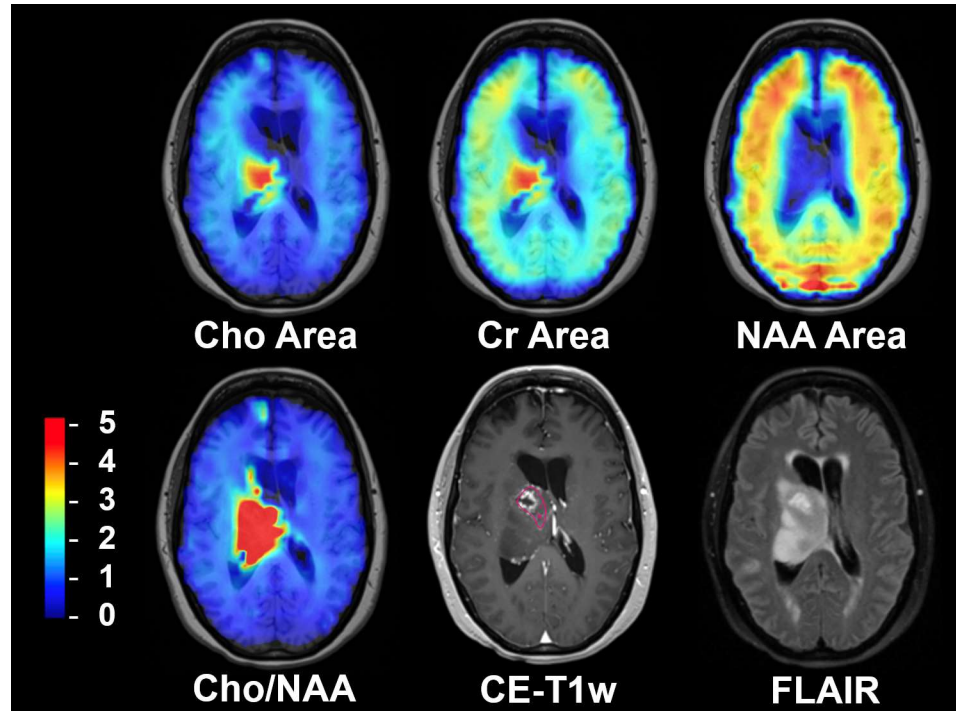 Cho Area
Cr Area
NAA Area
- 5
- 4
- 3
- 2
- 1
- 0
Cho/NAA
CE-T1w
FLAIR